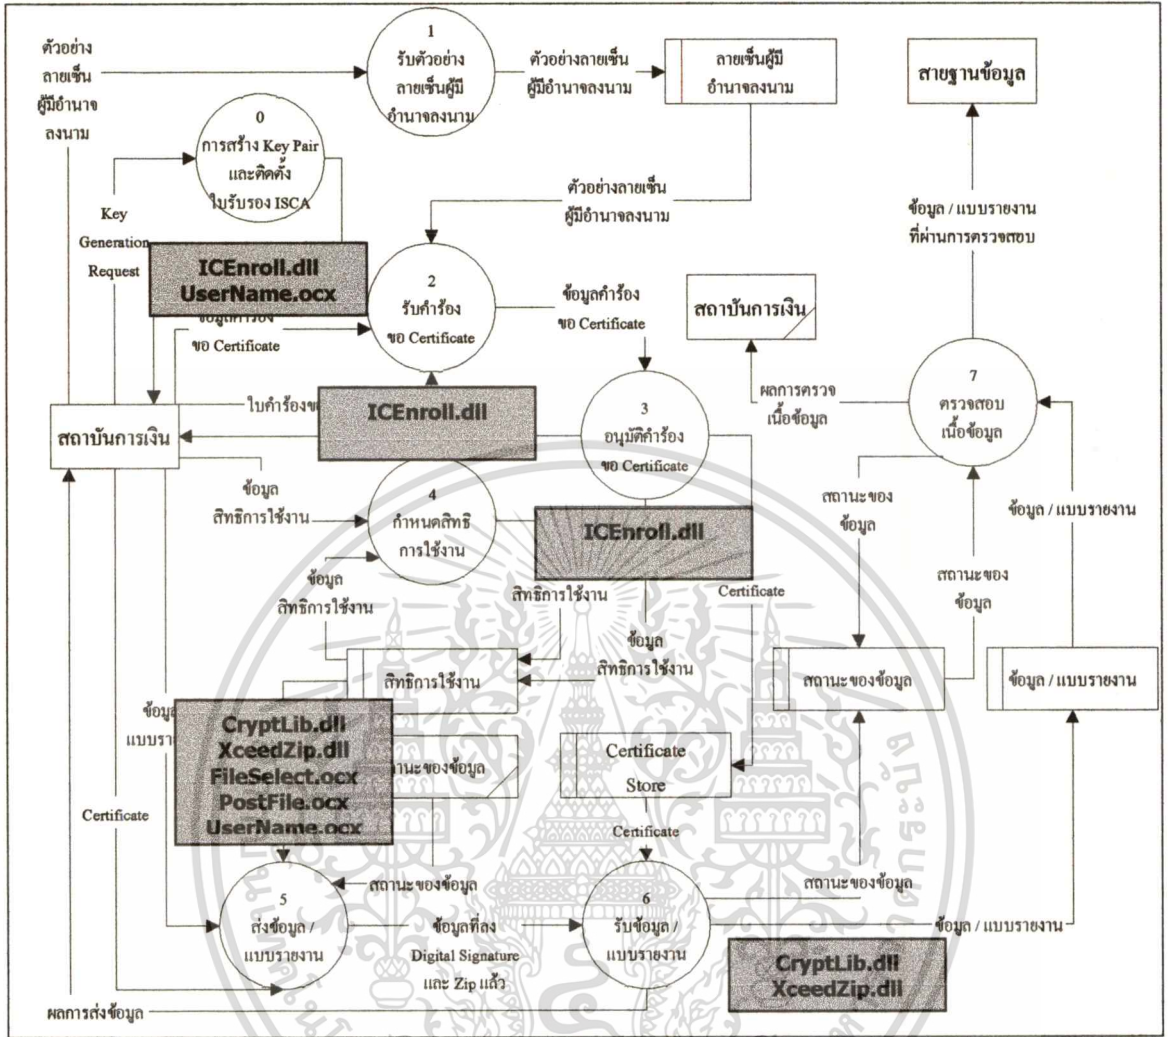 ตัวอย่าง
ลายเซ็น
ผู้มีอำนาจ
ลงนาม
1
รับตัวอย่าง
ลายเซ็นผู้มี
อำนาจลงนาม
ตัวอย่างลายเซ็น
ผู้มีอำนาจลงนาม
ลายเซ็นผู้มี
อำนาจลงนาม
สายฐานข้อมูล
0
การสร้าง Key Pair
และติดตั้ง
ใบรับรอง ISCA
Key
Generation
Request
ตัวอย่างลายเซ็น
ผู้มีอำนาจลงนาม
ข้อมูล / แบบรายงาน
ที่ผ่านการตรวจสอบ
ICEnroll.dll
UserName.ocx
ข้อมูลคำร้อง
ขอ Certificate
2
รับคำร้อง
ขอ Certificate
ข้อมูลคำร้อง
ขอ Certificate
สถาบันการเงิน
7
ตรวจสอบ
เนื้อข้อมูล
ผลการตรวจ
เนื้อข้อมูล
ใบคำร้อง
ICEnroll.dll
3
อนุมัติคำร้อง
ขอ Certificate
สถาบันการเงิน
ข้อมูล
สิทธิการใช้งาน
4
กำหนดสิทธิ
การใช้งาน
ICEnroll.dll
สถานะของ
ข้อมูล
ข้อมูล / แบบรายงาน
สถานะของ
ข้อมูล
ข้อมูล
สิทธิการใช้งาน
สิทธิการใช้งาน
Certificate
ข้อมูล
สิทธิการใช้งาน
สิทธิการใช้งาน
สถานะของข้อมูล
ข้อมูล / แบบรายงาน
ข้อมูล
CryptLib.dll
XceedZip.dll
FileSelect.ocx
PostFile.ocx
UserName.ocx
ของข้อมูล
Certificate
Store
Certificate
Certificate
สถานะของข้อมูล
สถานะของข้อมูล
5
ส่งข้อมูล /
แบบรายงาน
ข้อมูลที่ลง
Digital Signature
และ Zip แล้ว
6
รับข้อมูล /
แบบรายงาน
ข้อมูล / แบบรายงาน
CryptLib.dll
XceedZip.dll
ผลการส่งข้อมูล